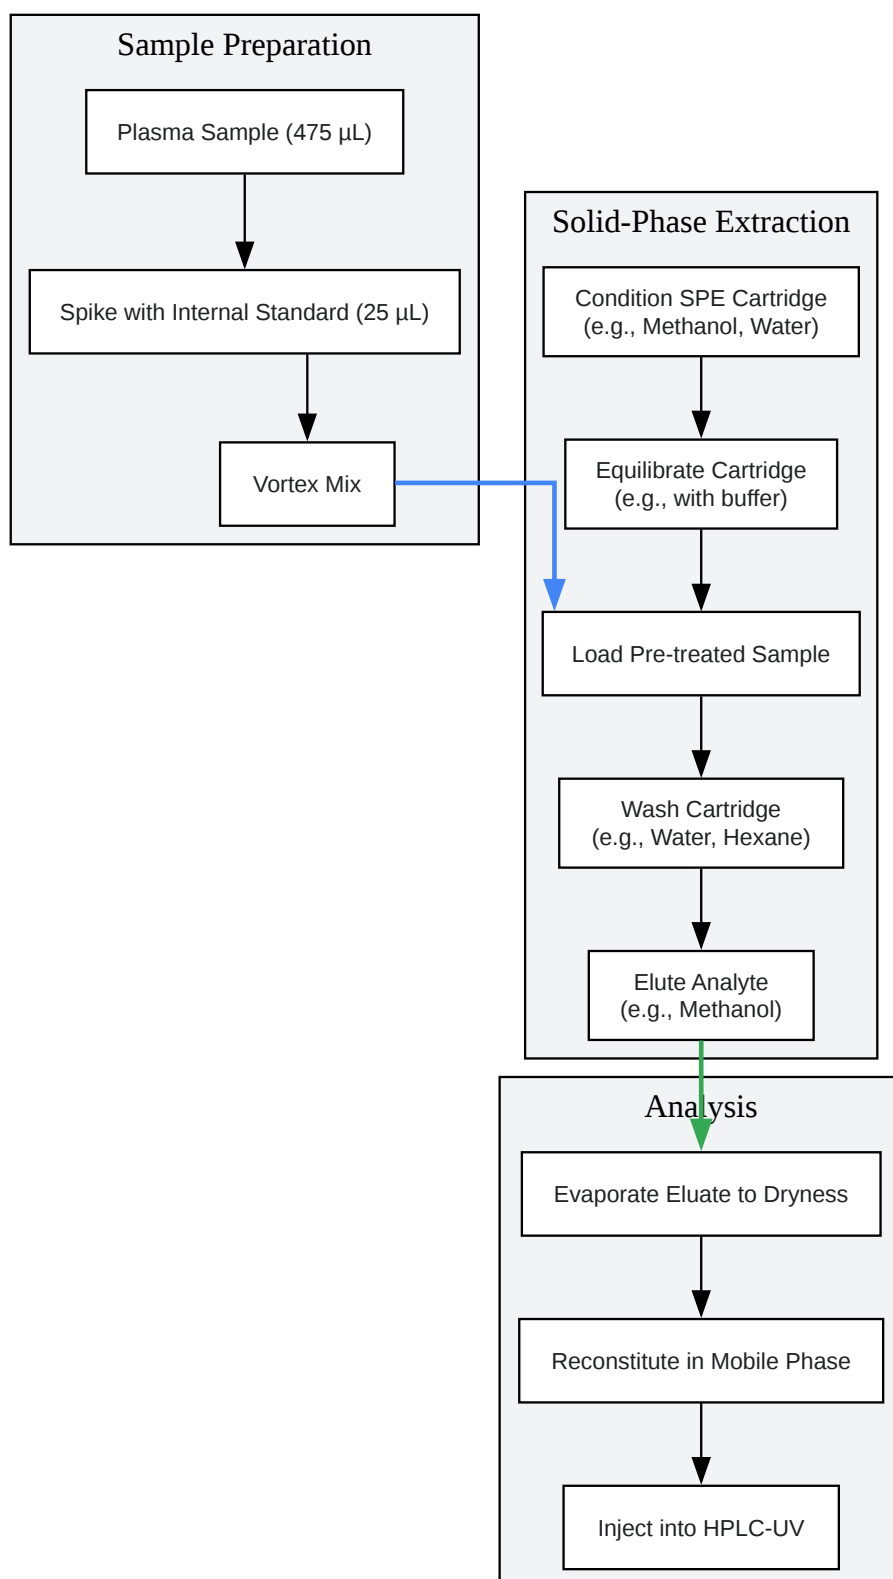 Sample Preparation
Plasma Sample (475 µL)
Spike with Internal Standard (25 µL)
Vortex Mix
Solid-Phase Extraction
Condition SPE Cartridge
(e.g., Methanol, Water)
Equilibrate Cartridge
(e.g., with buffer)
Load Pre-treated Sample
Wash Cartridge
(e.g., Water, Hexane)
Elute Analyte
(e.g., Methanol)
Analysis
Evaporate Eluate to Dryness
Reconstitute in Mobile Phase
Inject into HPLC-UV